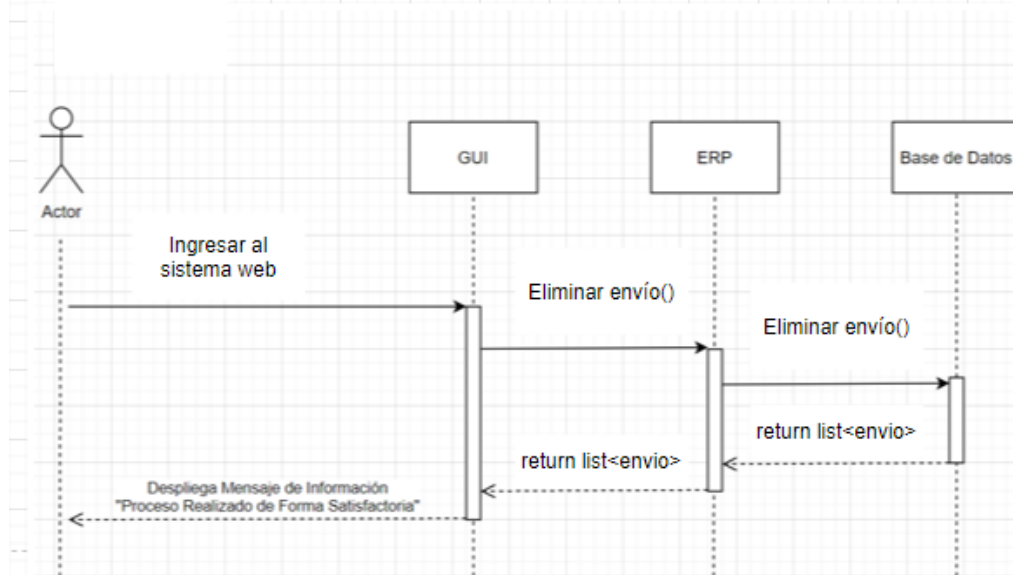 GUI
ERP
Base de Datos
Actor
Ingresar al
sistema web
Eliminar envío()
Eliminar envío()
return list<envio>
return list<envio>
Despliega Mensaje de Información
"Proceso Realizado de Forma Satisfactoria"